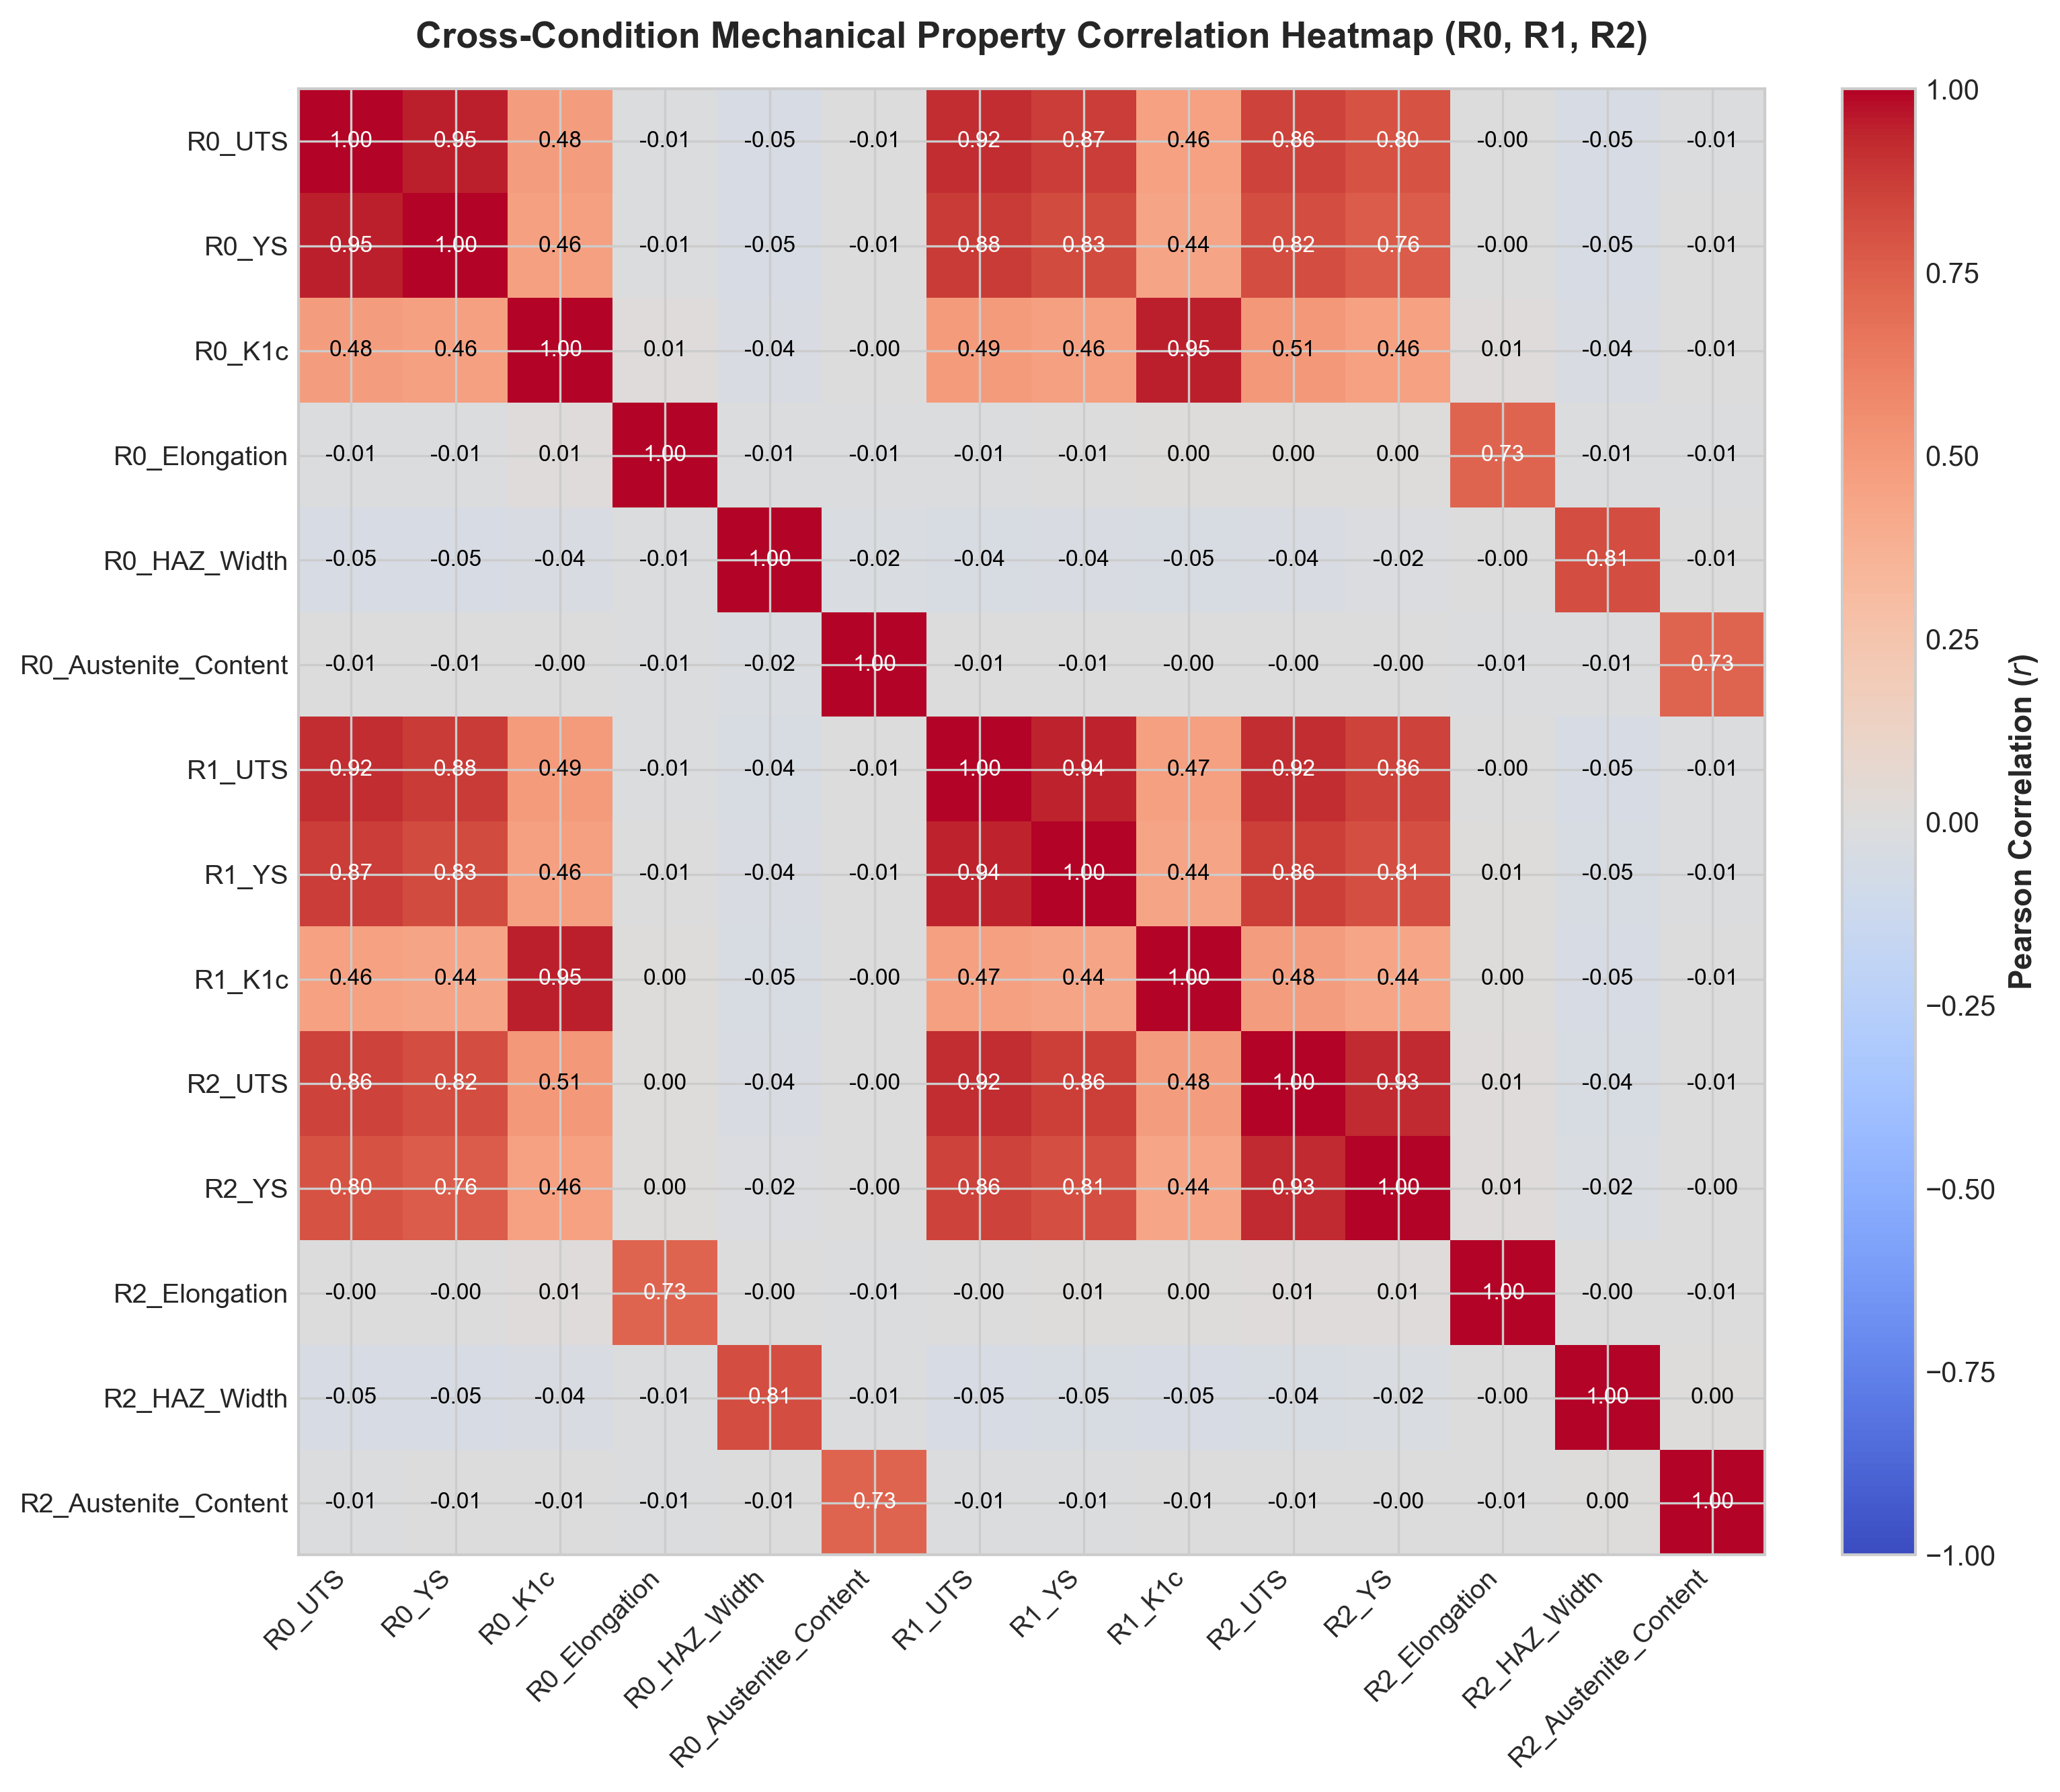 Cross-Condition Mechanical Property Correlation Heatmap (R0, R1, R2)
R0_UTS 1.00 0.95 0.48 -0.01 -0.05 -0.01 0.92 0.87 0.46 0.86 0.80 -0.00 -0.05 -0.01
R0_YS 0.95 1.00 0.46 -0.01 -0.05 -0.01 0.88 0.83 0.44 0.82 0.76 -0.00 -0.05 -0.01
R0_K1c 0.48 0.46 1.00 0.01 -0.04 -0.00 0.49 0.46 0.95 0.51 0.46 0.01 -0.04 -0.01
R0_Elongation -0.01 -0.01 0.01 1.00 -0.01 -0.01 -0.01 -0.01 0.00 0.00 0.00 0.73 -0.01 -0.01
R0_HAZ_Width -0.05 -0.05 -0.04 -0.01 1.00 -0.02 -0.04 -0.04 -0.05 -0.04 -0.02 -0.00 0.81 -0.01
R0_Austenite_Content -0.01 -0.01 -0.00 -0.01 -0.02 1.00 -0.01 -0.01 -0.00 -0.00 -0.00 -0.01 -0.01 0.73
R1_UTS 0.92 0.88 0.49 -0.01 -0.04 -0.01 1.00 0.94 0.47 0.92 0.86 -0.00 -0.05 -0.01
R1_YS 0.87 0.83 0.46 -0.01 -0.04 -0.01 0.94 1.00 0.44 0.86 0.81 0.01 -0.05 -0.01
R1_K1c 0.46 0.44 0.95 0.00 -0.05 -0.00 0.47 0.44 1.00 0.48 0.44 0.00 -0.05 -0.01
R2_UTS 0.86 0.82 0.51 0.00 -0.04 -0.00 0.92 0.86 0.48 1.00 0.93 0.01 -0.04 -0.01
R2_YS 0.80 0.76 0.46 0.00 -0.02 -0.00 0.86 0.81 0.44 0.93 1.00 0.01 -0.02 -0.00
R2_Elongation -0.00 -0.00 0.01 0.73 -0.00 -0.01 -0.00 0.01 0.00 0.01 0.01 1.00 -0.00 -0.01
R2_HAZ_Width -0.05 -0.05 -0.04 -0.01 0.81 -0.01 -0.05 -0.05 -0.05 -0.04 -0.02 -0.00 1.00 0.00
R2_Austenite_Content -0.01 -0.01 -0.01 -0.01 -0.01 0.73 -0.01 -0.01 -0.01 -0.01 -0.00 -0.01 0.00 1.00
R0_UTS
R0_YS
R0_K1c
R0_Elongation
R0_HAZ_Width
R0_Austenite_Content
R1_UTS
R1_YS
R1_K1c
R2_UTS
R2_YS
R2_Elongation
R2_HAZ_Width
R2_Austenite_Content
1.00
0.75
0.50
0.25
0.00
−0.25
−0.50
−0.75
−1.00
Pearson Correlation (r)